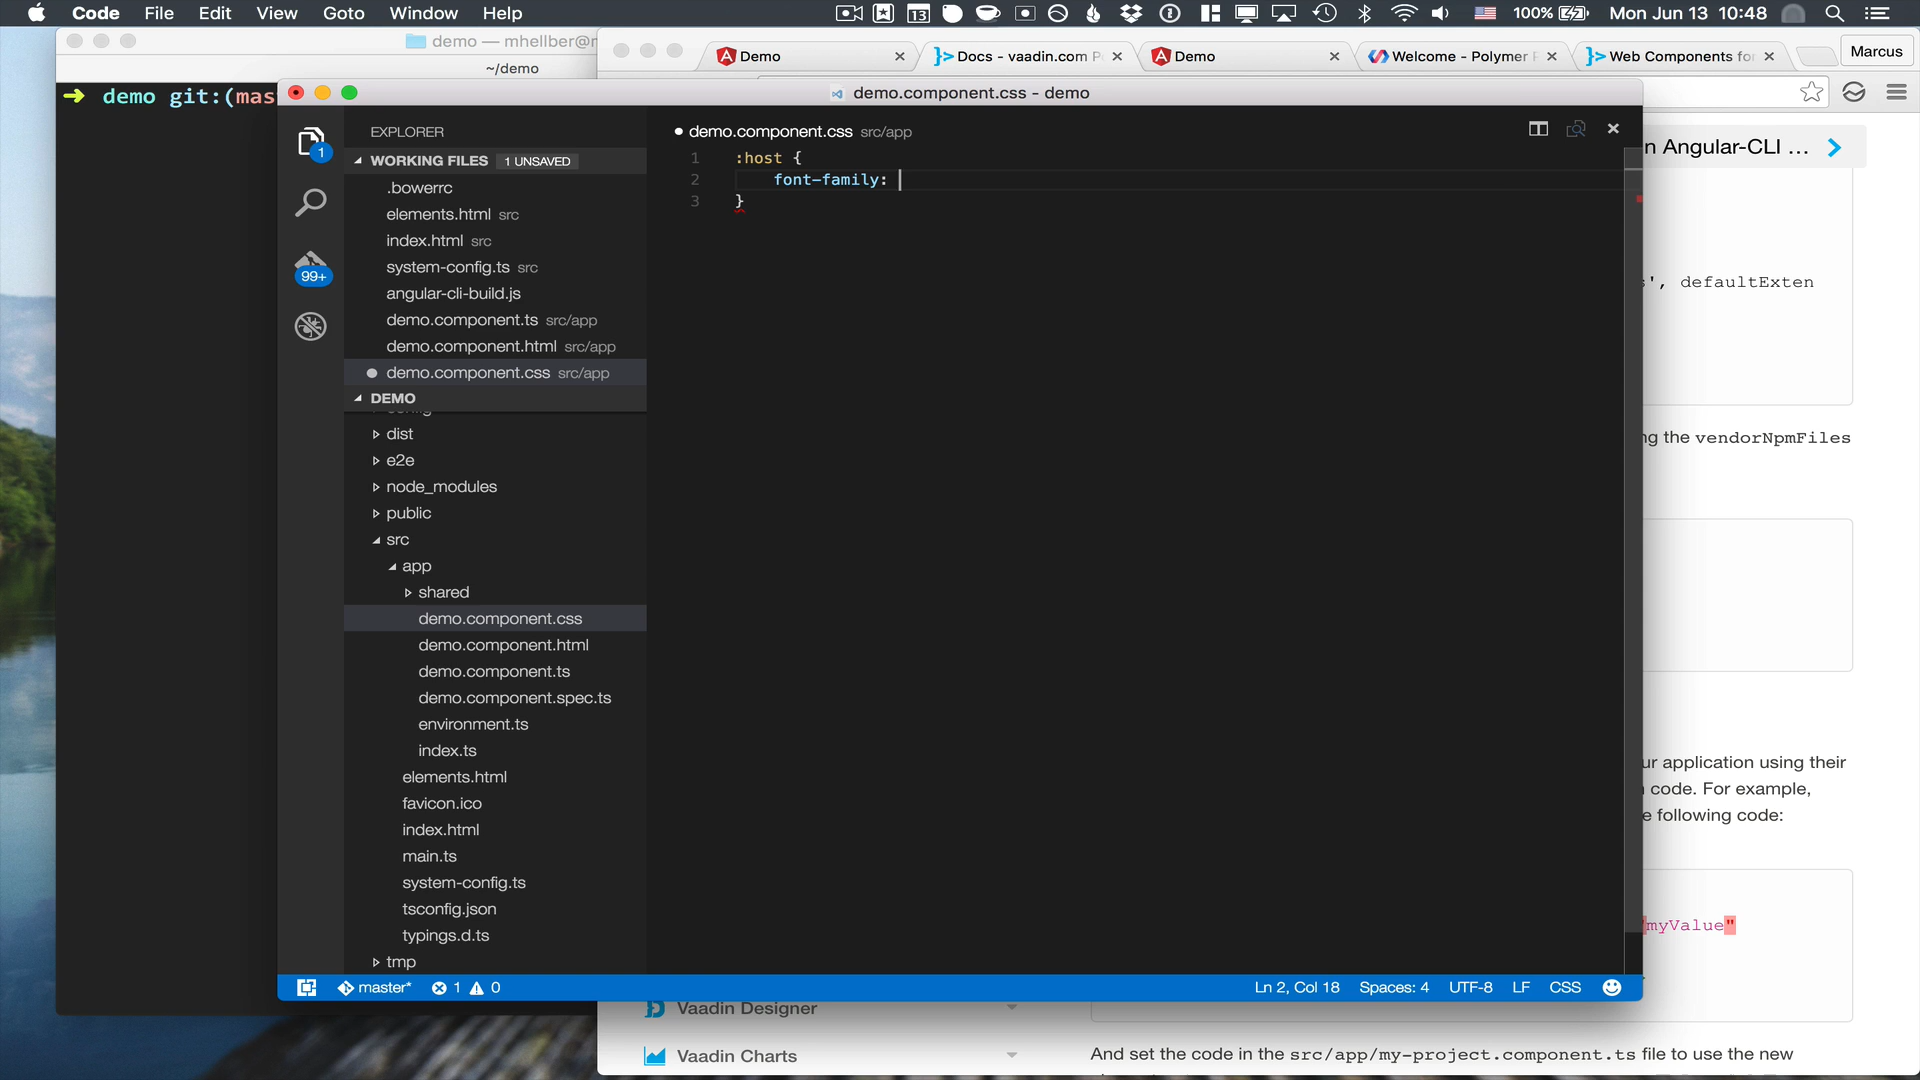 Code File Edit View Goto Window Help
13 100% Mon Jun 13 10:48
demo — mhellber@
~/demo
Demo
Docs - vaadin.com
Demo
Welcome - Polymer
Web Components for
Marcus
demo git:(mas
demo.component.css - demo
EXPLORER
WORKING FILES 1 UNSAVED
.bowerrc
elements.html src
index.html src
system-config.ts src
angular-cli-build.js
demo.component.ts src/app
demo.component.html src/app
demo.component.css src/app
DEMO
config
dist
e2e
node_modules
public
src
app
shared
demo.component.css
demo.component.html
demo.component.ts
demo.component.spec.ts
environment.ts
index.ts
elements.html
favicon.ico
index.html
main.ts
system-config.ts
tsconfig.json
typings.d.ts
tmp
1
99+
demo.component.css src/app
1 :host {
2 font-family:
3 }
master* 1 0
Ln 2, Col 18 Spaces: 4 UTF-8 LF CSS
n Angular-CLI ...
', defaultExten
ng the vendorNpmFiles
ur application using their
code. For example,
e following code:
myValue"
Vaadin Designer
Vaadin Charts
And set the code in the src/app/my-project.component.ts file to use the new